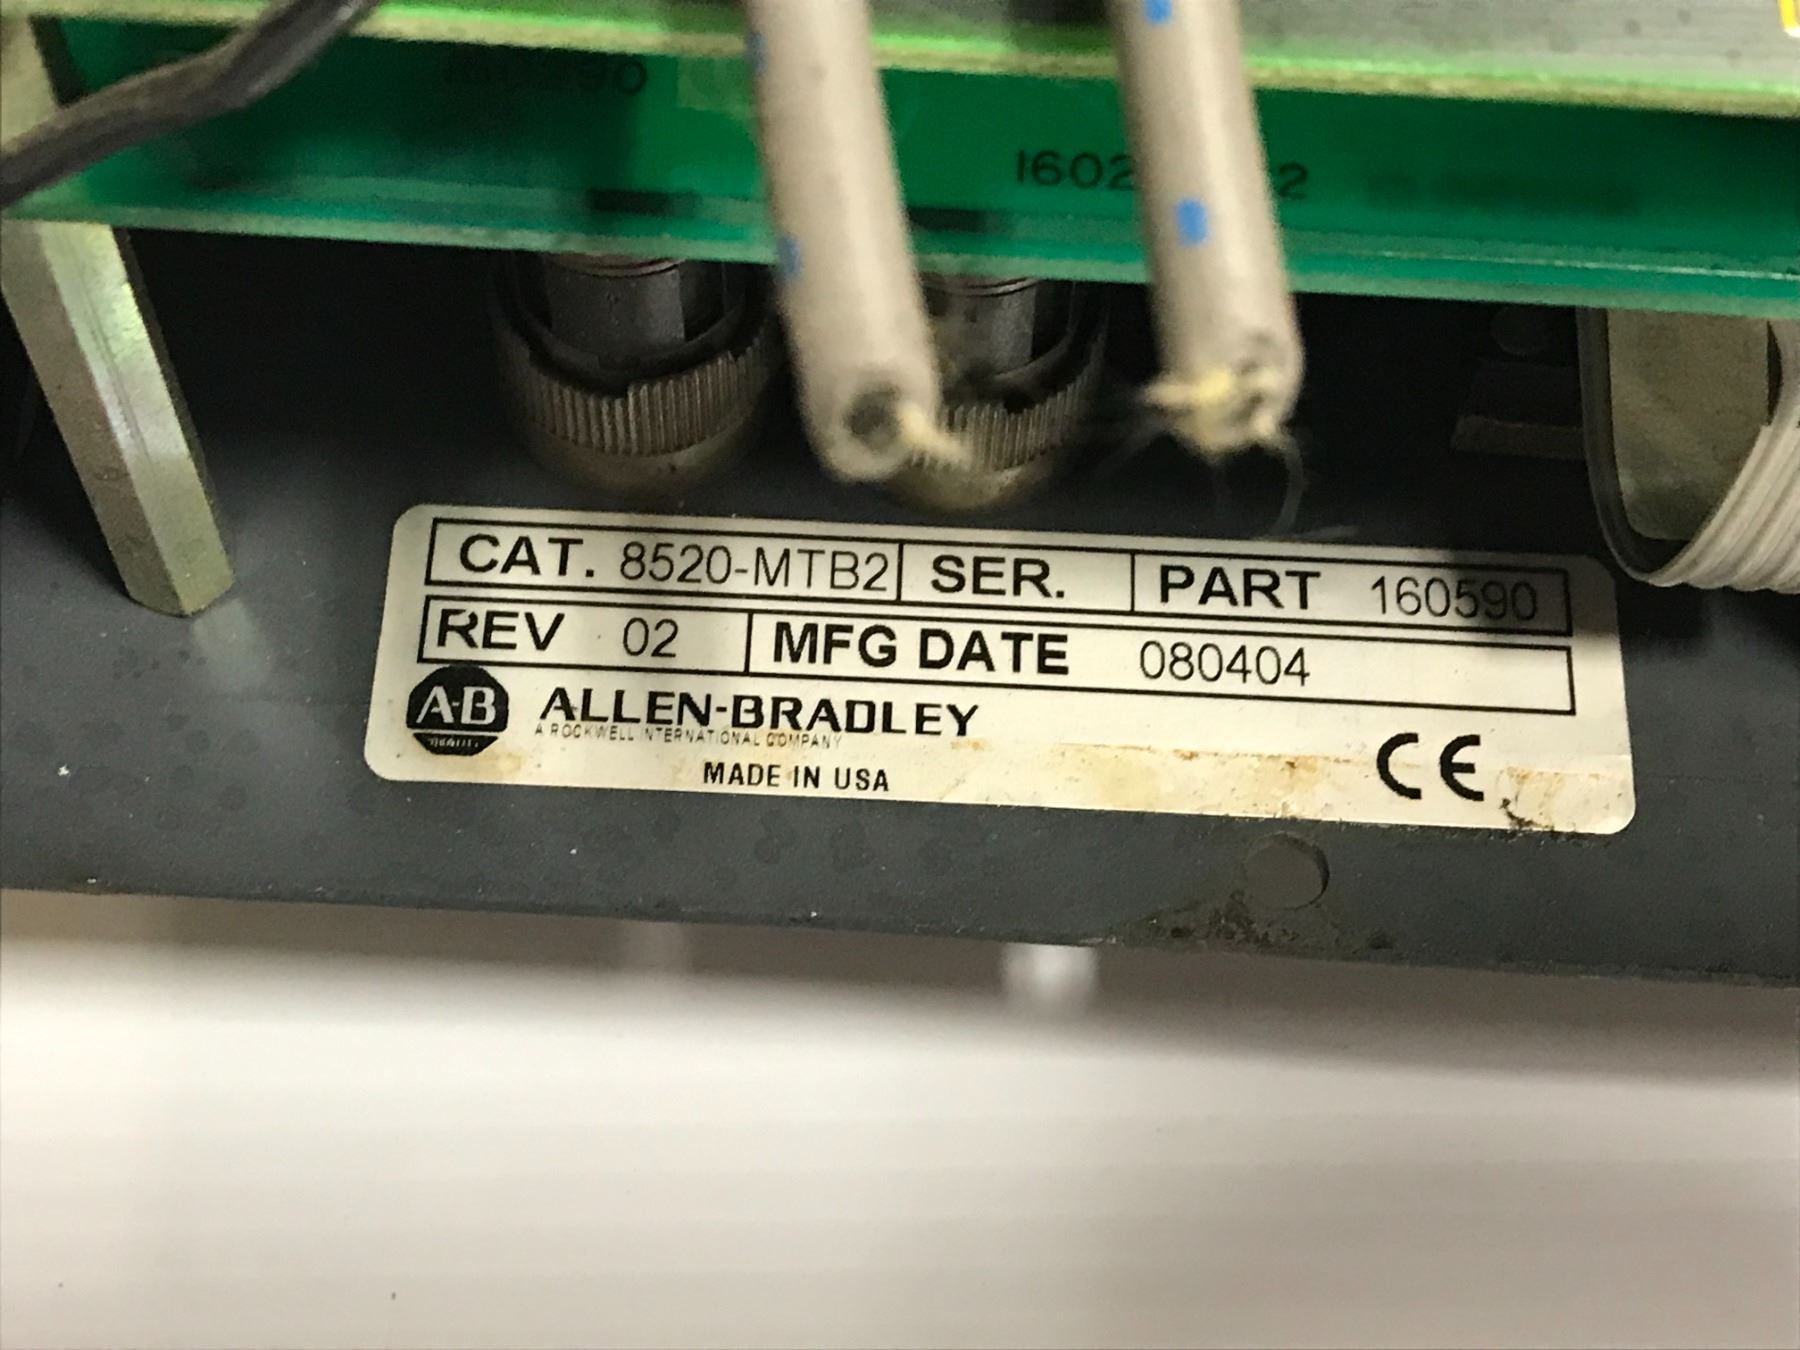 160290
CAT. 8520-MTB2 SER. PART 160590
REV 02 MFG DATE 080404
A-B
ALLEN-BRADLEY
A ROCKWELL INTERNATIONAL COMPANY
MADE IN USA
CE